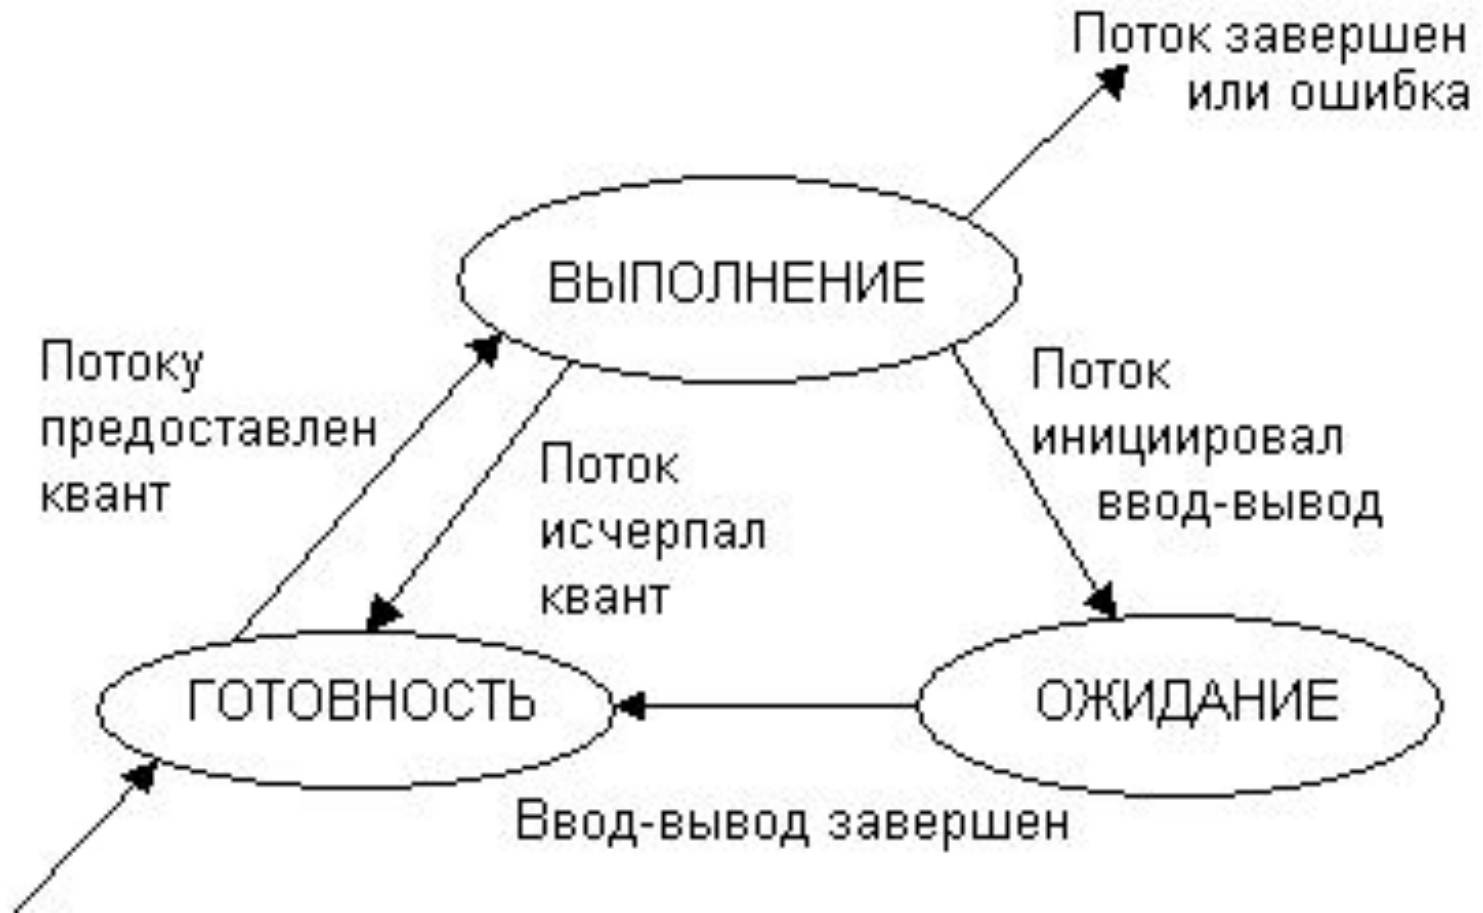 Поток завершен
или ошибка
ВЫПОЛНЕНИЕ
Потоку
предоставлен
квант
Поток
исчерпал
квант
Поток
инициировал
ввод-вывод
ГОТОВНОСТЬ
ОЖИДАНИЕ
Ввод-вывод завершен